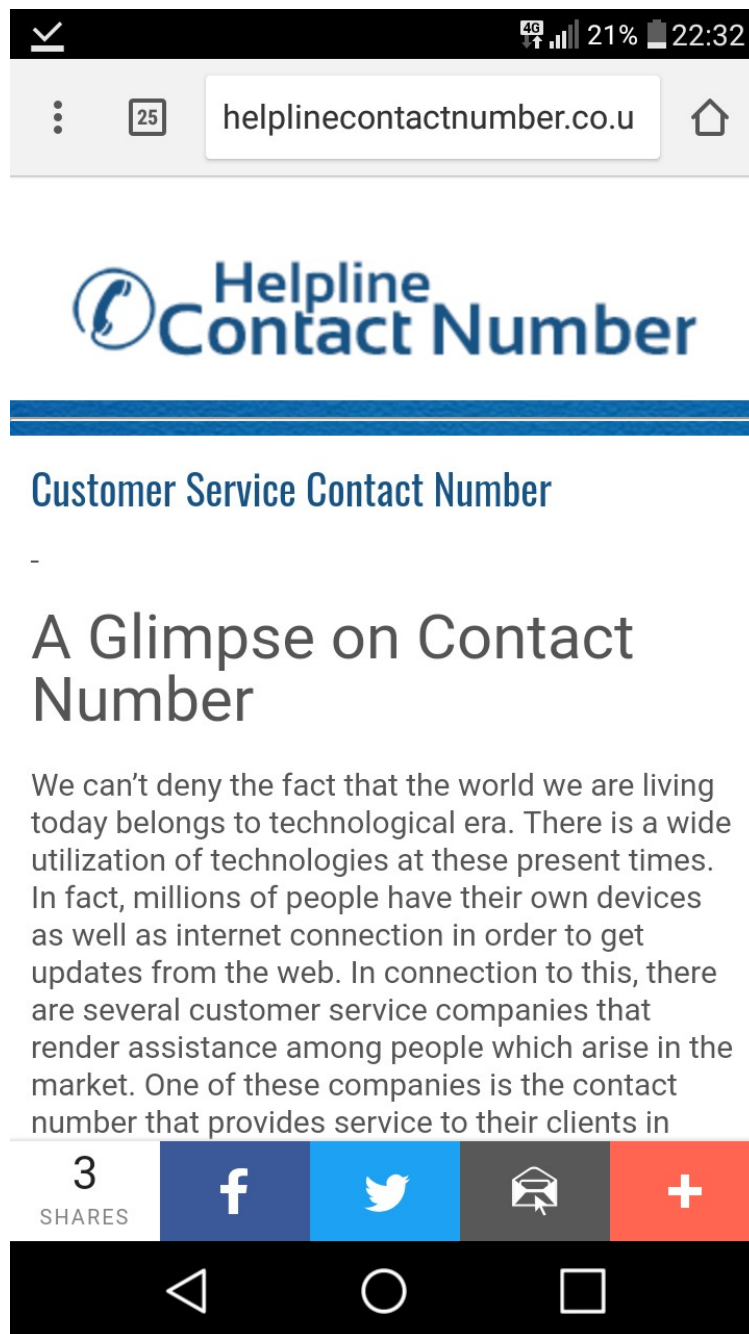 4G 21% 22:32
25 helplinecontactnumber.co.u
Helpline
Contact Number
Customer Service Contact Number
-
A Glimpse on Contact
Number
We can’t deny the fact that the world we are living
today belongs to technological era. There is a wide
utilization of technologies at these present times.
In fact, millions of people have their own devices
as well as internet connection in order to get
updates from the web. In connection to this, there
are several customer service companies that
render assistance among people which arise in the
market. One of these companies is the contact
number that provides service to their clients in
3
SHARES